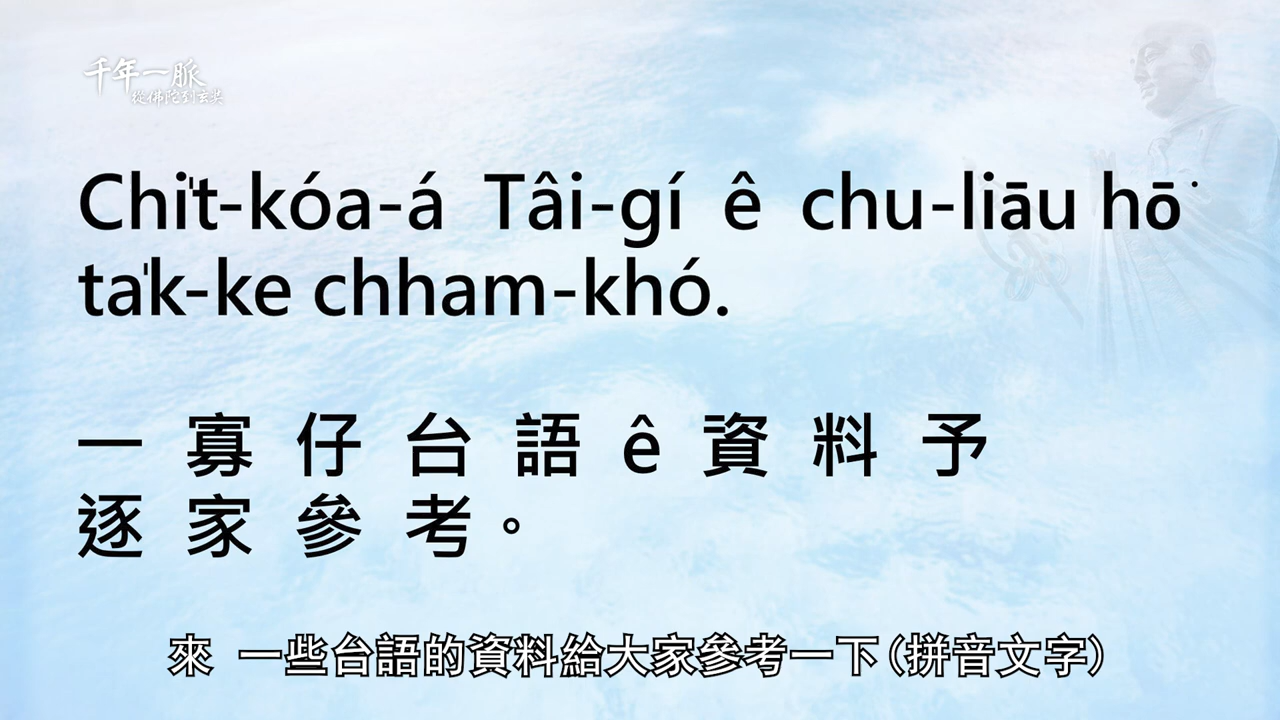 千年一脈
從佛陀到玄奘
Chi̍t-kóa-á Tâi-gí ê chu-liāu hō͘
ta̍k-ke chham-khó.
一寡仔台語ê資料予
逐家參考。
來 一些台語的資料給大家參考一下(拼音文字)